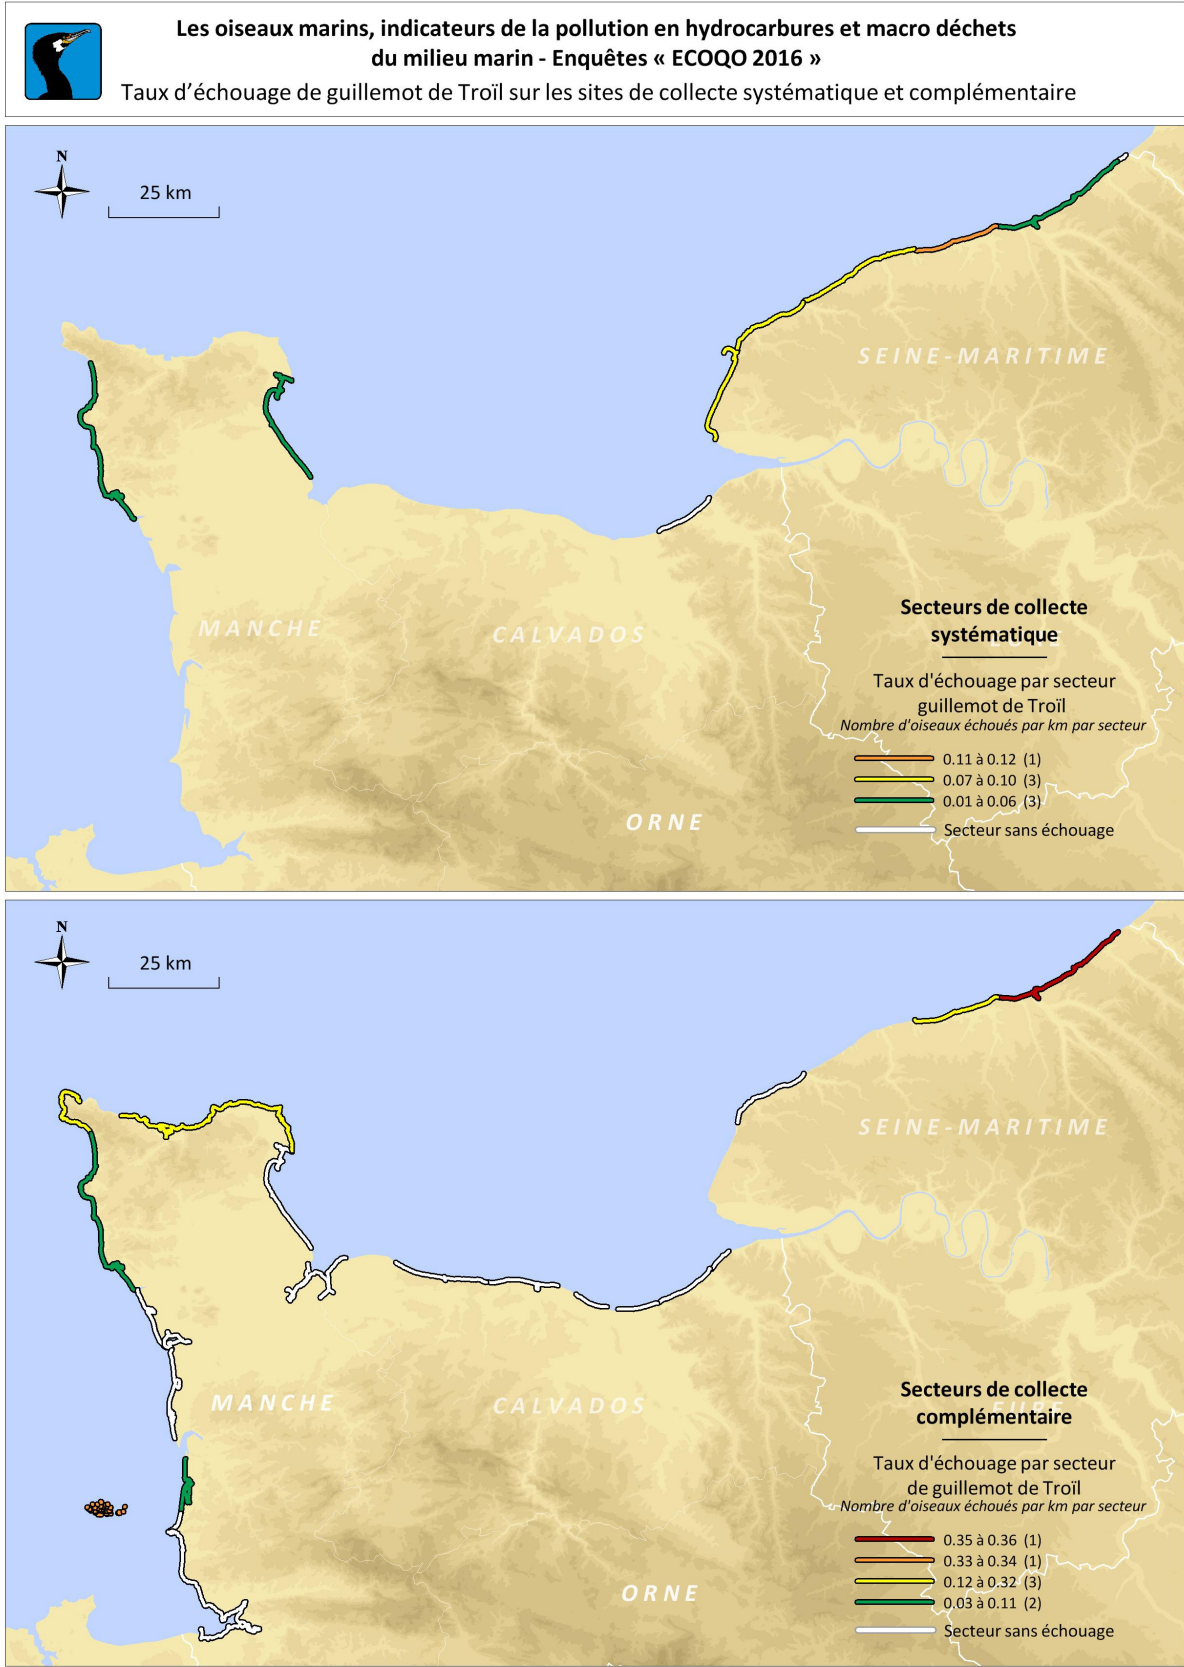 Les oiseaux marins, indicateurs de la pollution en hydrocarbures et macro déchets
du milieu marin - Enquêtes « ECOQO 2016 »
Taux d'échouage de guillemot de Troïl sur les sites de collecte systématique et complémentaire
N
25 km
SEINE-MARITIME
MANCHE
CALVADOS
ORNE
EURE
Secteurs de collecte
systématique
Taux d'échouage par secteur
guillemot de Troïl
Nombre d'oiseaux échoués par km par secteur
0.11 à 0.12 (1)
0.07 à 0.10 (3)
0.01 à 0.06 (3)
Secteur sans échouage
N
25 km
SEINE-MARITIME
MANCHE
CALVADOS
ORNE
EURE
Secteurs de collecte
complémentaire
Taux d'échouage par secteur
de guillemot de Troïl
Nombre d'oiseaux échoués par km par secteur
0.35 à 0.36 (1)
0.33 à 0.34 (1)
0.12 à 0.32 (3)
0.03 à 0.11 (2)
Secteur sans échouage